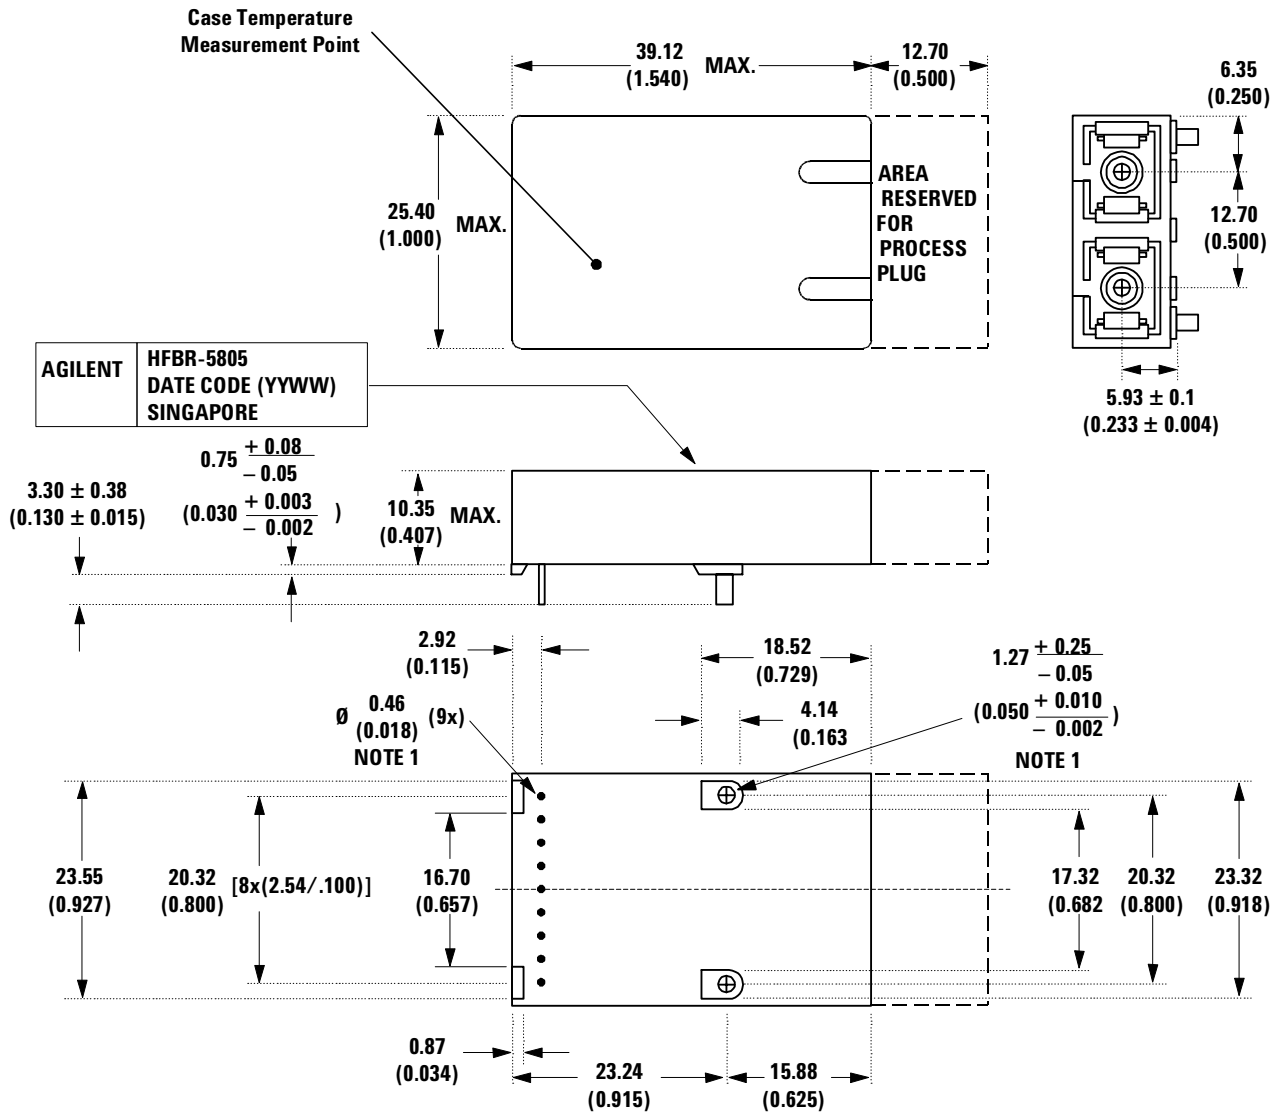 Case Temperature
Measurement Point
39.12
(1.540)
MAX.
12.70
(0.500)
6.35
(0.250)
25.40
(1.000)
MAX.
AREA
RESERVED
FOR
PROCESS
PLUG
12.70
(0.500)
5.93 ± 0.1
(0.233 ± 0.004)
AGILENT
HFBR-5805
DATE CODE (YYWW)
SINGAPORE
3.30 ± 0.38
(0.130 ± 0.015)
0.75 + 0.08
– 0.05
(0.030 + 0.003
– 0.002 )
10.35
(0.407)
MAX.
2.92
(0.115)
18.52
(0.729)
1.27 + 0.25
– 0.05
(0.050 + 0.010
– 0.002 )
NOTE 1
Ø 0.46
(0.018) (9x)
NOTE 1
4.14
(0.163
23.55
(0.927)
20.32
(0.800)
[8x(2.54/.100)]
16.70
(0.657)
17.32
(0.682
20.32
(0.800)
23.32
(0.918)
0.87
(0.034)
23.24
(0.915)
15.88
(0.625)